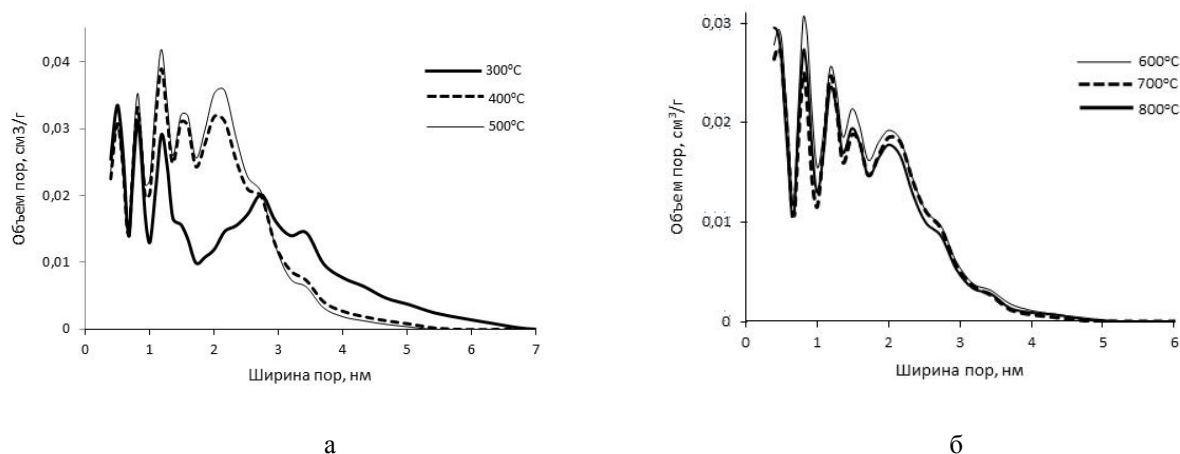 0,04
0,03
0,02
0,01
0
0 1 2 3 4 5 6 7
Объем пор, см3/г
Ширина пор, нм
300°C
400°C
500°C
а
0,03
0,02
0,01
0
0 1 2 3 4 5 6
Объем пор, см³/г
Ширина пор, нм
600°C
700°C
800°C
б